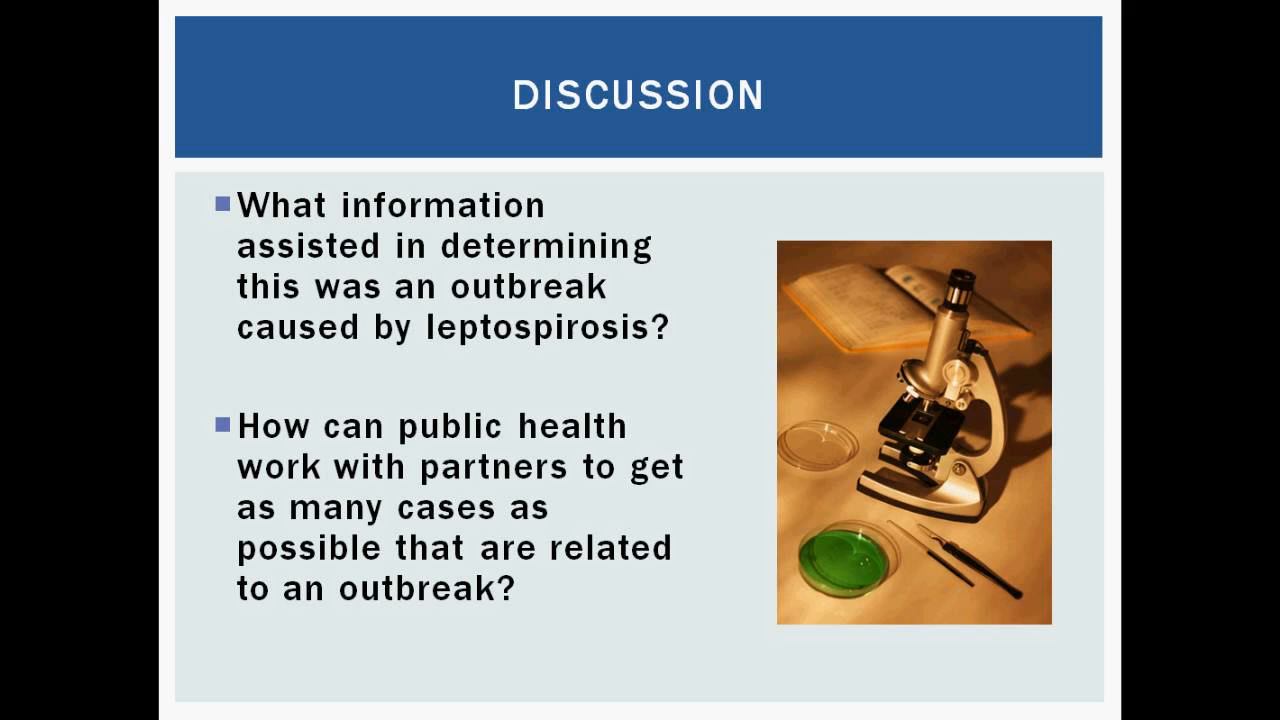 DISCUSSION
What information
assisted in determining
this was an outbreak
caused by leptospirosis?
How can public health
work with partners to get
as many cases as
possible that are related
to an outbreak?